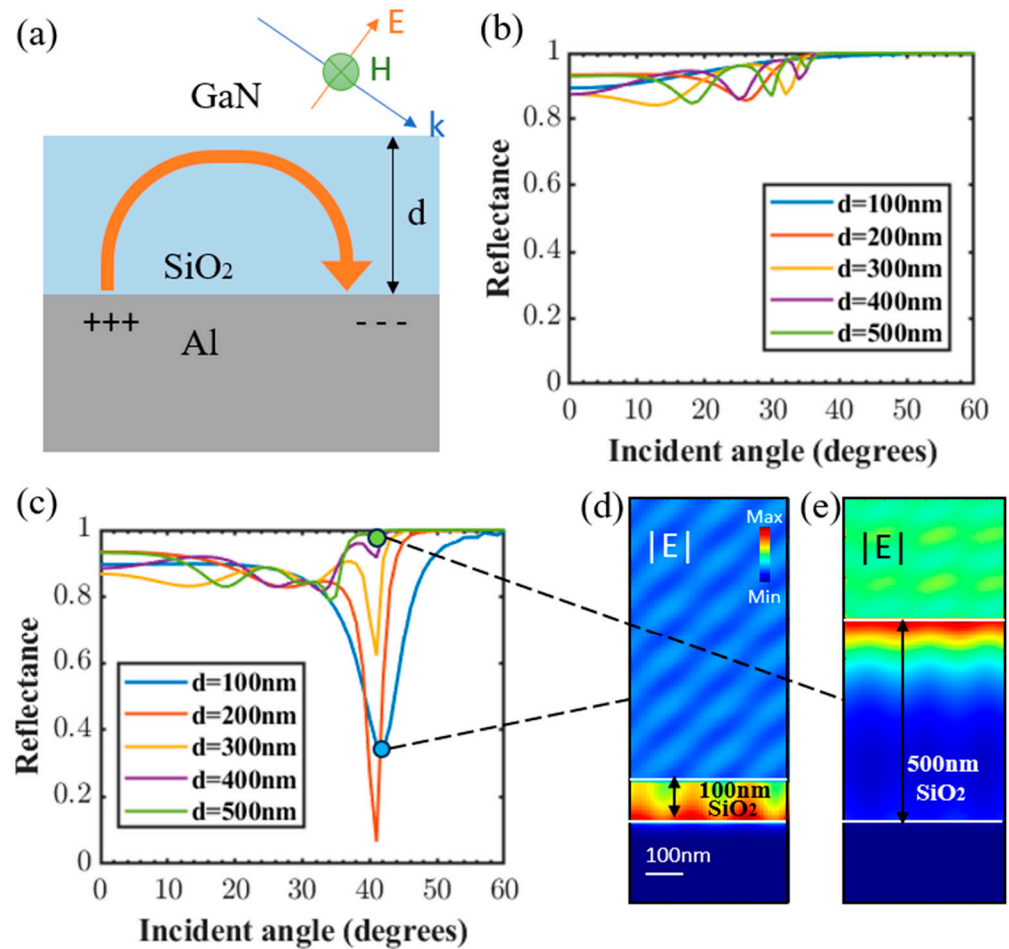 (a)
E
H
GaN
k
d
SiO₂
+++
- - -
Al
(b)
1
0.8
0.6
0.4
0.2
0
Reflectance
d=100nm
d=200nm
d=300nm
d=400nm
d=500nm
0 10 20 30 40 50 60
Incident angle (degrees)
(c)
1
0.8
0.6
0.4
0.2
0
Reflectance
d=100nm
d=200nm
d=300nm
d=400nm
d=500nm
0 10 20 30 40 50 60
Incident angle (degrees)
(d)
|E|
Max
Min
100nm
SiO₂
100nm
(e)
|E|
500nm
SiO₂